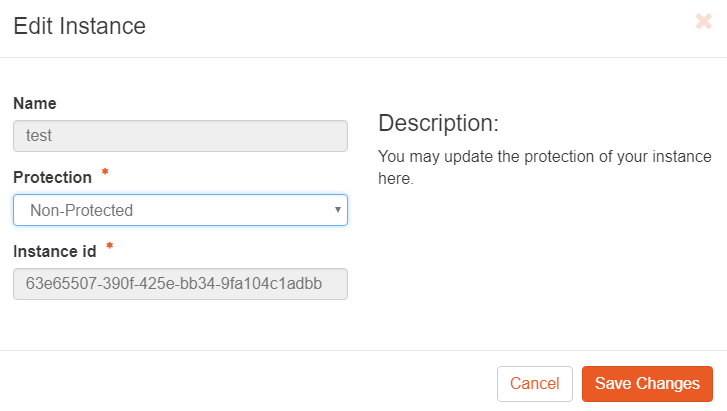 Edit Instance
Name
test
Protection *
Non-Protected
Instance id *
63e65507-390f-425e-bb34-9fa104c1adbb
Description:
You may update the protection of your instance
here.
Cancel
Save Changes